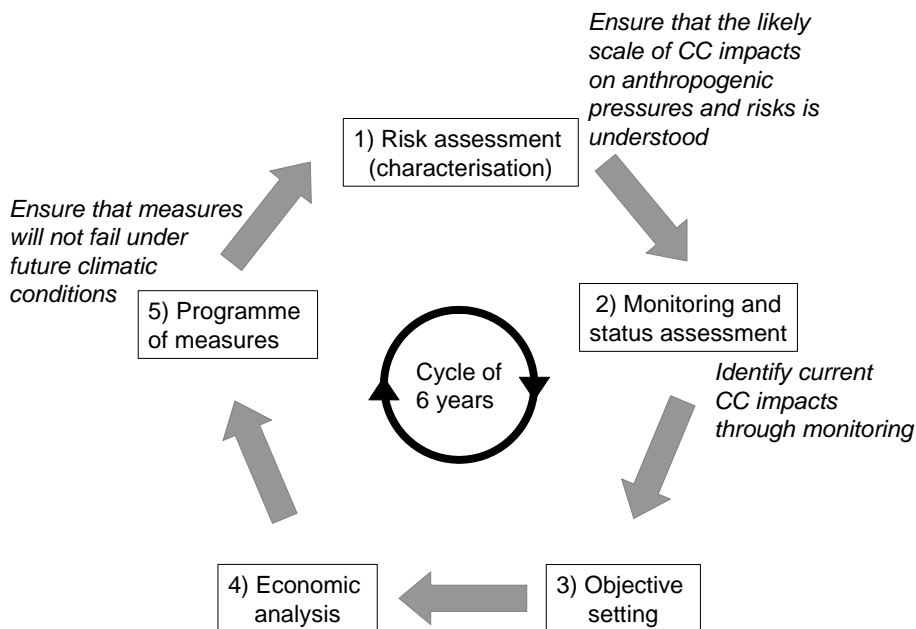 Ensure that the likely
scale of CC impacts
on anthropogenic
pressures and risks is
understood
1) Risk assessment
(characterisation)
Ensure that measures
will not fail under
future climatic
conditions
5) Programme
of measures
2) Monitoring and
status assessment
Cycle of
6 years
Identify current
CC impacts
through monitoring
4) Economic
analysis
3) Objective
setting